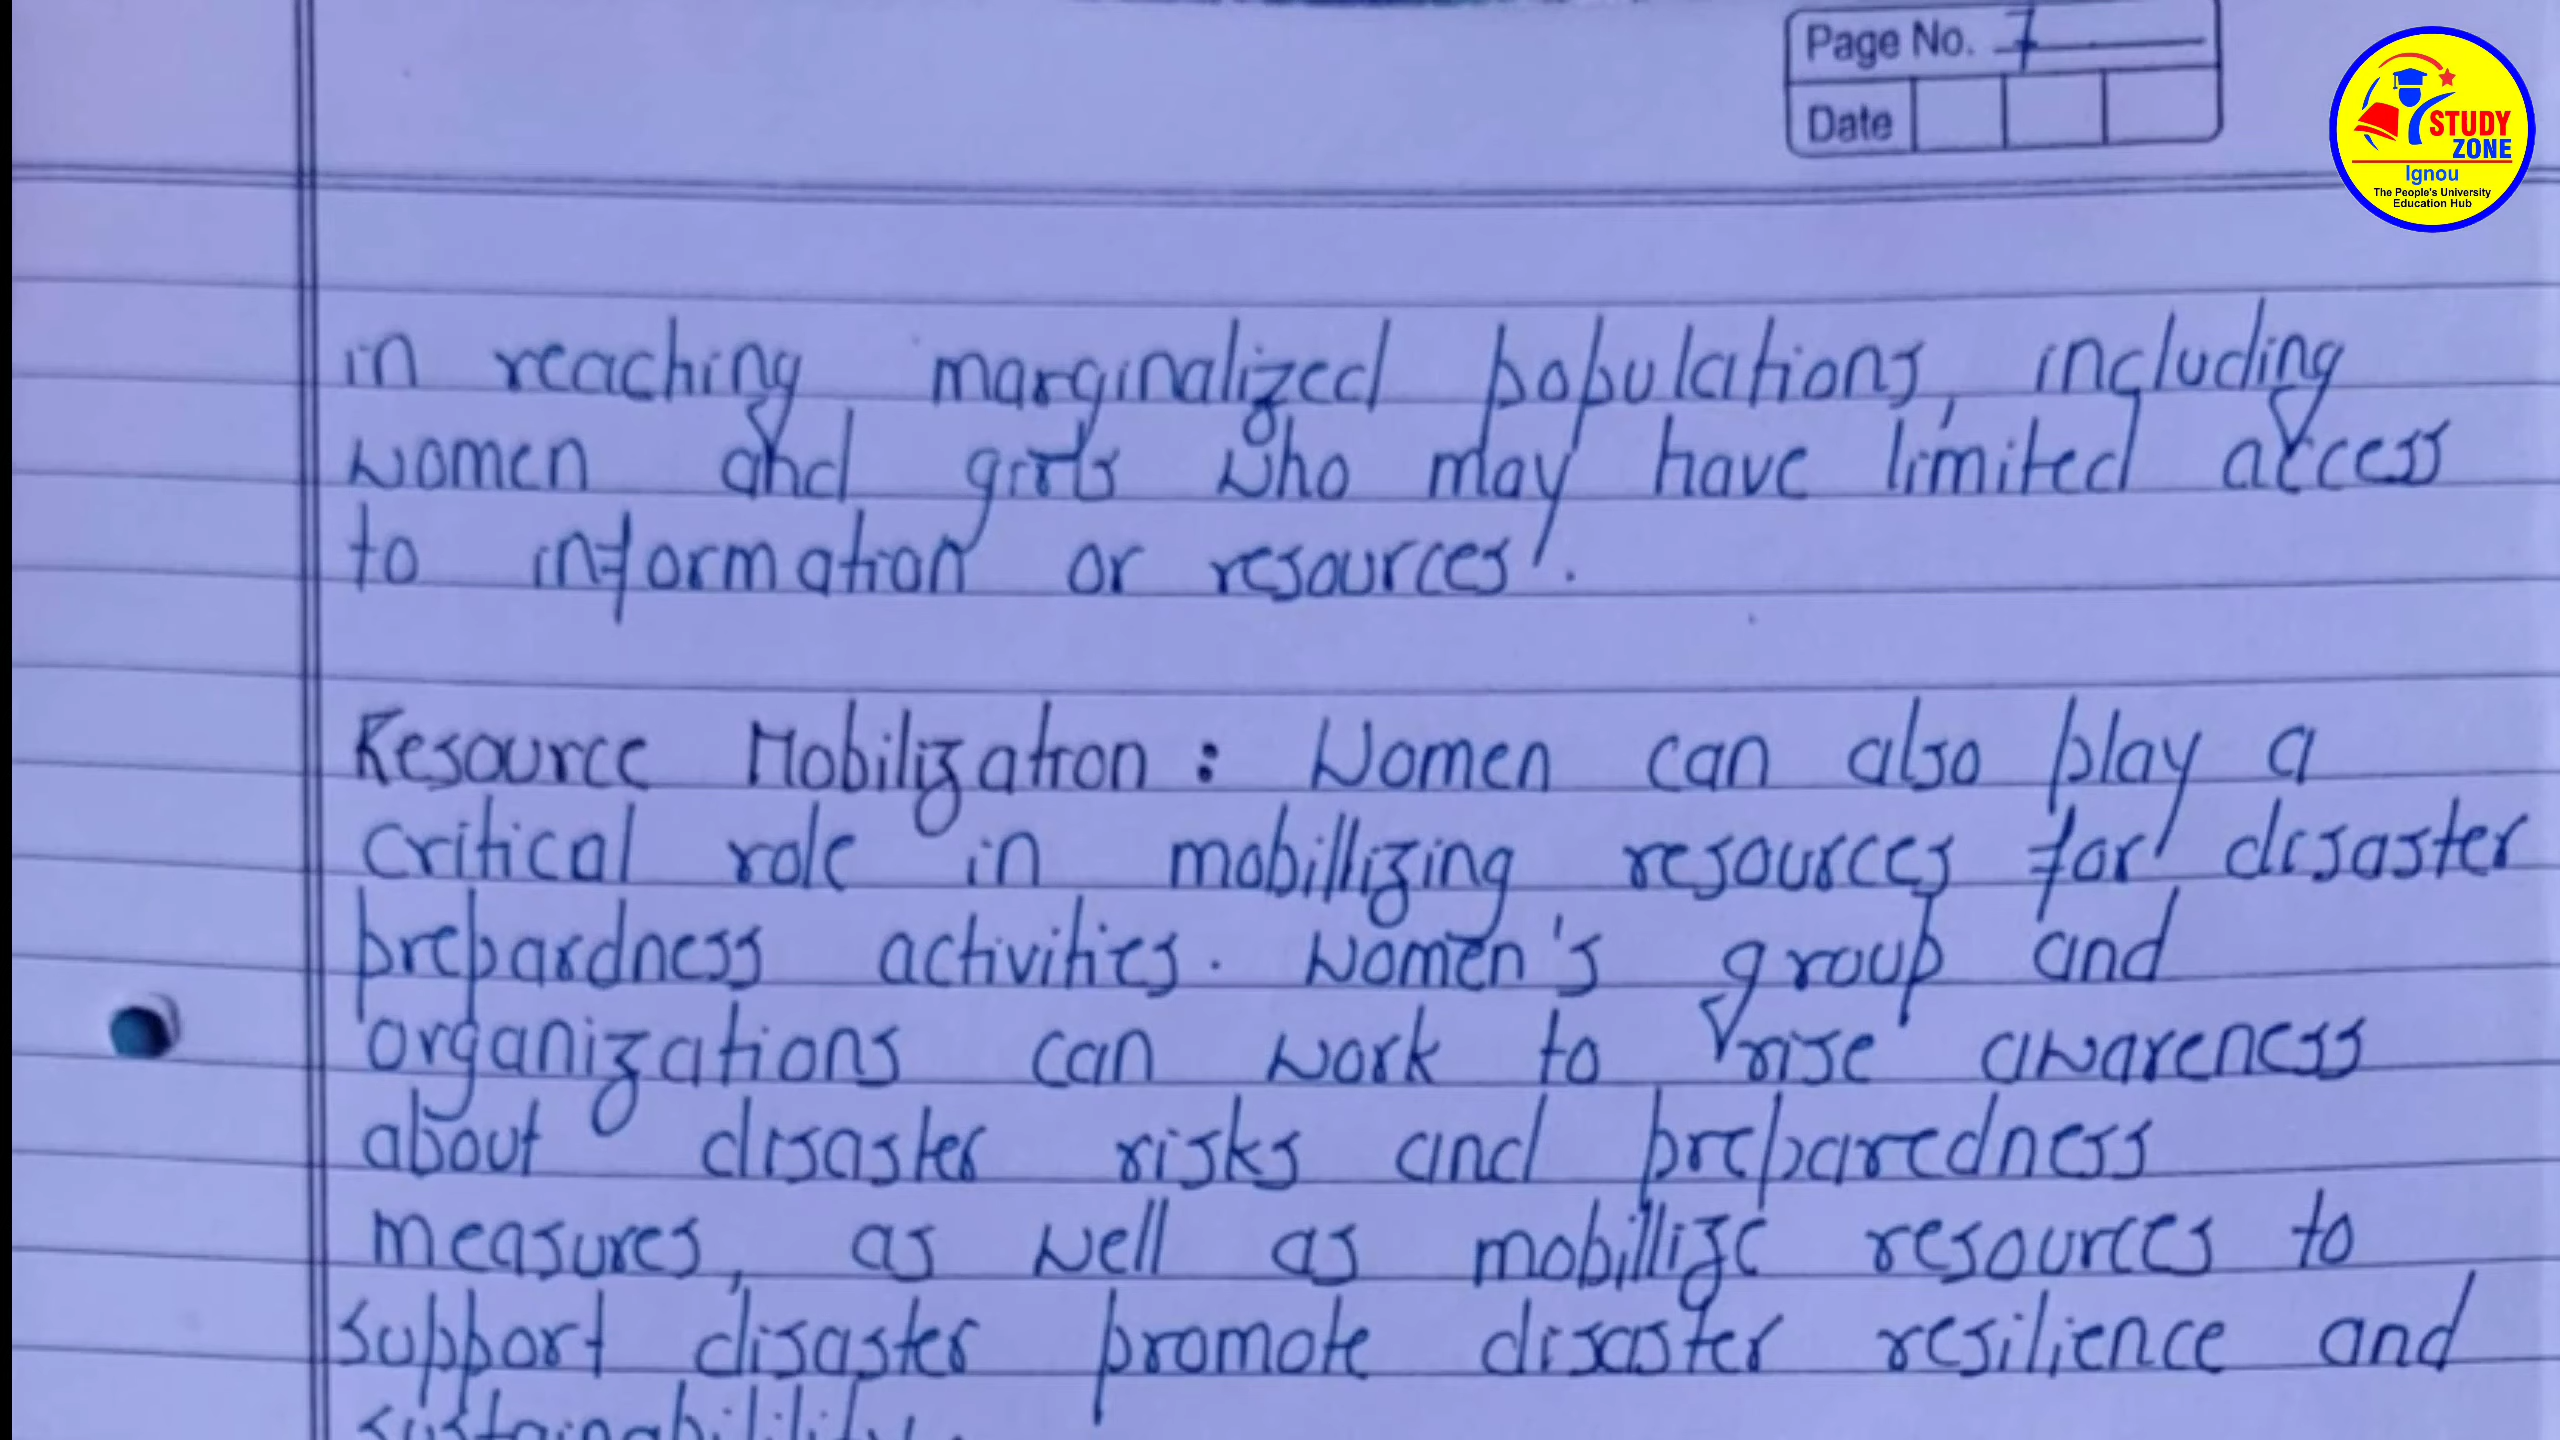 Page No. 7
Date
STUDY
ZONE
Ignou
The People's University
Education Hub
in reaching marginalized populations, including
women and girls who may have limited access
to information or resources.
Resource Mobilization : Women can also play a
critical role in mobillizing resources for disaster
prepardness activities. Women's group and
organizations can work to rise awareness
about disaster risks and preparedness
measures, as well as mobillize resources to
support disaster promote disaster resilience and